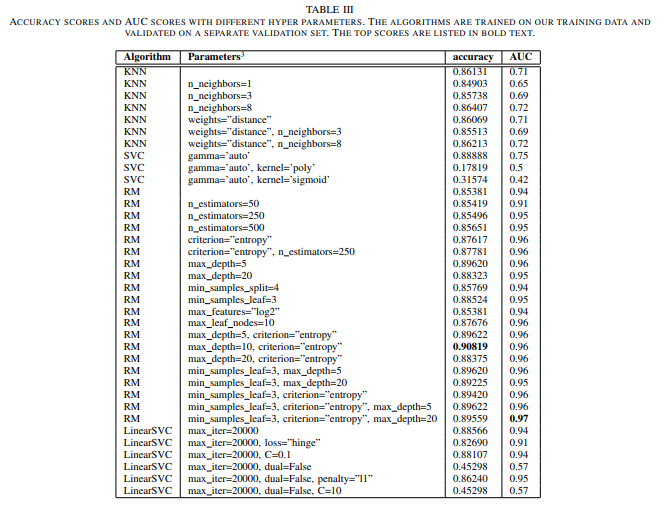 TABLE III
ACCURACY SCORES AND AUC SCORES WITH DIFFERENT HYPER PARAMETERS. THE ALGORITHMS ARE TRAINED ON OUR TRAINING DATA AND
VALIDATED ON A SEPARATE VALIDATION SET. THE TOP SCORES ARE LISTED IN BOLD TEXT.
Algorithm Parameters³ accuracy AUC
KNN 0.86131 0.71
KNN n_neighbors=1 0.84903 0.65
KNN n_neighbors=3 0.85738 0.69
KNN n_neighbors=8 0.86407 0.72
KNN weights="distance" 0.86069 0.71
KNN weights="distance", n_neighbors=3 0.85513 0.69
KNN weights="distance", n_neighbors=8 0.86213 0.72
SVC gamma='auto' 0.88888 0.75
SVC gamma='auto', kernel='poly' 0.17819 0.5
SVC gamma='auto', kernel='sigmoid' 0.31574 0.42
RM 0.85381 0.94
RM n_estimators=50 0.85419 0.91
RM n_estimators=250 0.85496 0.95
RM n_estimators=500 0.85651 0.95
RM criterion="entropy" 0.87617 0.96
RM criterion="entropy", n_estimators=250 0.87781 0.96
RM max_depth=5 0.89620 0.96
RM max_depth=20 0.88323 0.95
RM min_samples_split=4 0.85769 0.94
RM min_samples_leaf=3 0.88524 0.95
RM max_features="log2" 0.85381 0.94
RM max_leaf_nodes=10 0.87676 0.96
RM max_depth=5, criterion="entropy" 0.89622 0.96
RM max_depth=10, criterion="entropy" 0.90819 0.96
RM max_depth=20, criterion="entropy" 0.88375 0.96
RM min_samples_leaf=3, max_depth=5 0.89620 0.96
RM min_samples_leaf=3, max_depth=20 0.89225 0.95
RM min_samples_leaf=3, criterion="entropy" 0.89420 0.96
RM min_samples_leaf=3, criterion="entropy", max_depth=5 0.89622 0.96
RM min_samples_leaf=3, criterion="entropy", max_depth=20 0.89559 0.97
LinearSVC max_iter=20000 0.88566 0.94
LinearSVC max_iter=20000, loss="hinge" 0.82690 0.91
LinearSVC max_iter=20000, C=0.1 0.88107 0.94
LinearSVC max_iter=20000, dual=False 0.45298 0.57
LinearSVC max_iter=20000, dual=False, penalty="l1" 0.86240 0.95
LinearSVC max_iter=20000, dual=False, C=10 0.45298 0.57